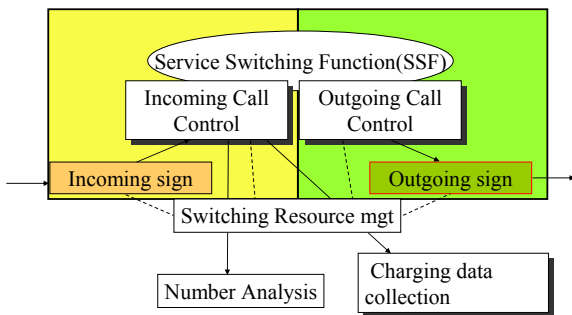 Service Switching Function(SSF)
Incoming Call
Control
Outgoing Call
Control
Incoming sign
Outgoing sign
Switching Resource mgt
Number Analysis
Charging data
collection